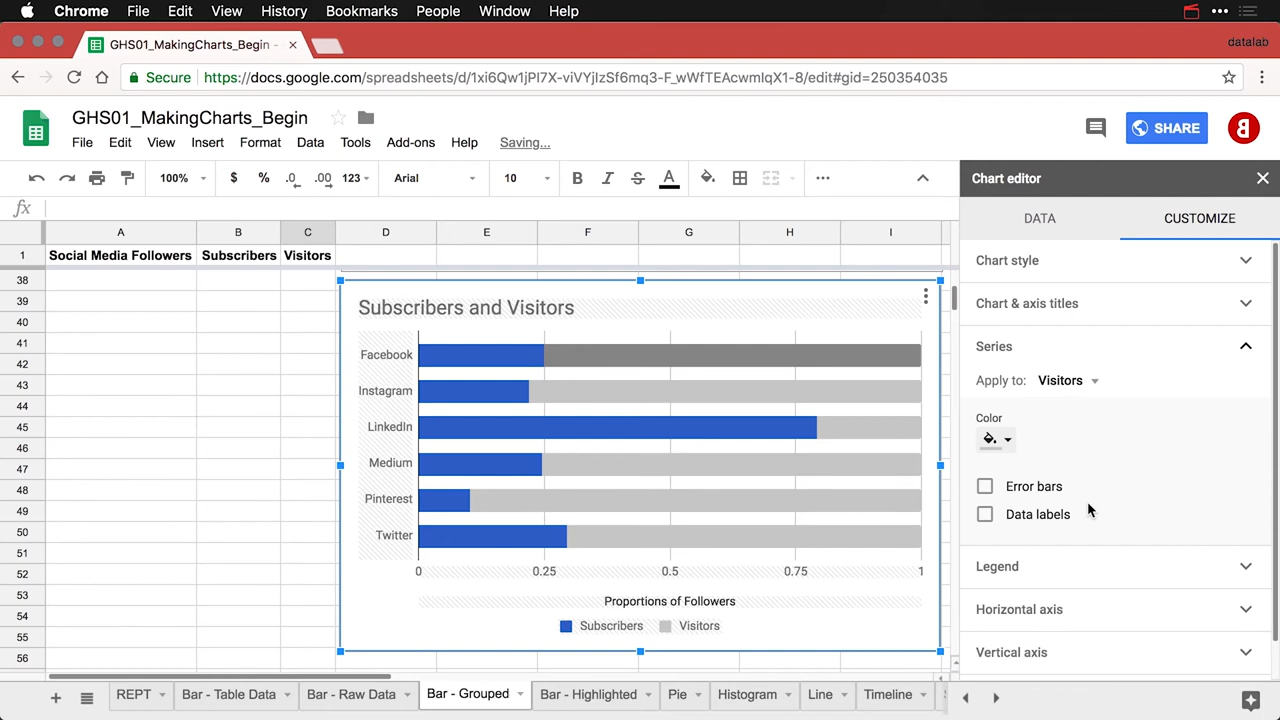 Chrome File Edit View History Bookmarks People Window Help
GHS01_MakingCharts_Begin -
datalab
Secure https://docs.google.com/spreadsheets/d/1xi6Qw1jPl7X-viVYjIzSf6mq3-F_wWfTEAcwmIqX1-8/edit#gid=250354035
GHS01_MakingCharts_Begin
SHARE
File Edit View Insert Format Data Tools Add-ons Help Saving...
100% $ % .0 .00 123 Arial 10 B I S A
Chart editor
fx
DATA CUSTOMIZE
A B C D E F G H I
1 Social Media Followers Subscribers Visitors
Chart style
38
39
40
41
42
43
44
45
46
47
48
49
50
51
52
53
54
55
56
Subscribers and Visitors
Facebook
Instagram
LinkedIn
Medium
Pinterest
Twitter
0 0.25 0.5 0.75 1
Proportions of Followers
Subscribers Visitors
Chart & axis titles
Series
Apply to: Visitors
Color
Error bars
Data labels
Legend
Horizontal axis
Vertical axis
REPT Bar - Table Data Bar - Raw Data Bar - Grouped Bar - Highlighted Pie Histogram Line Timeline